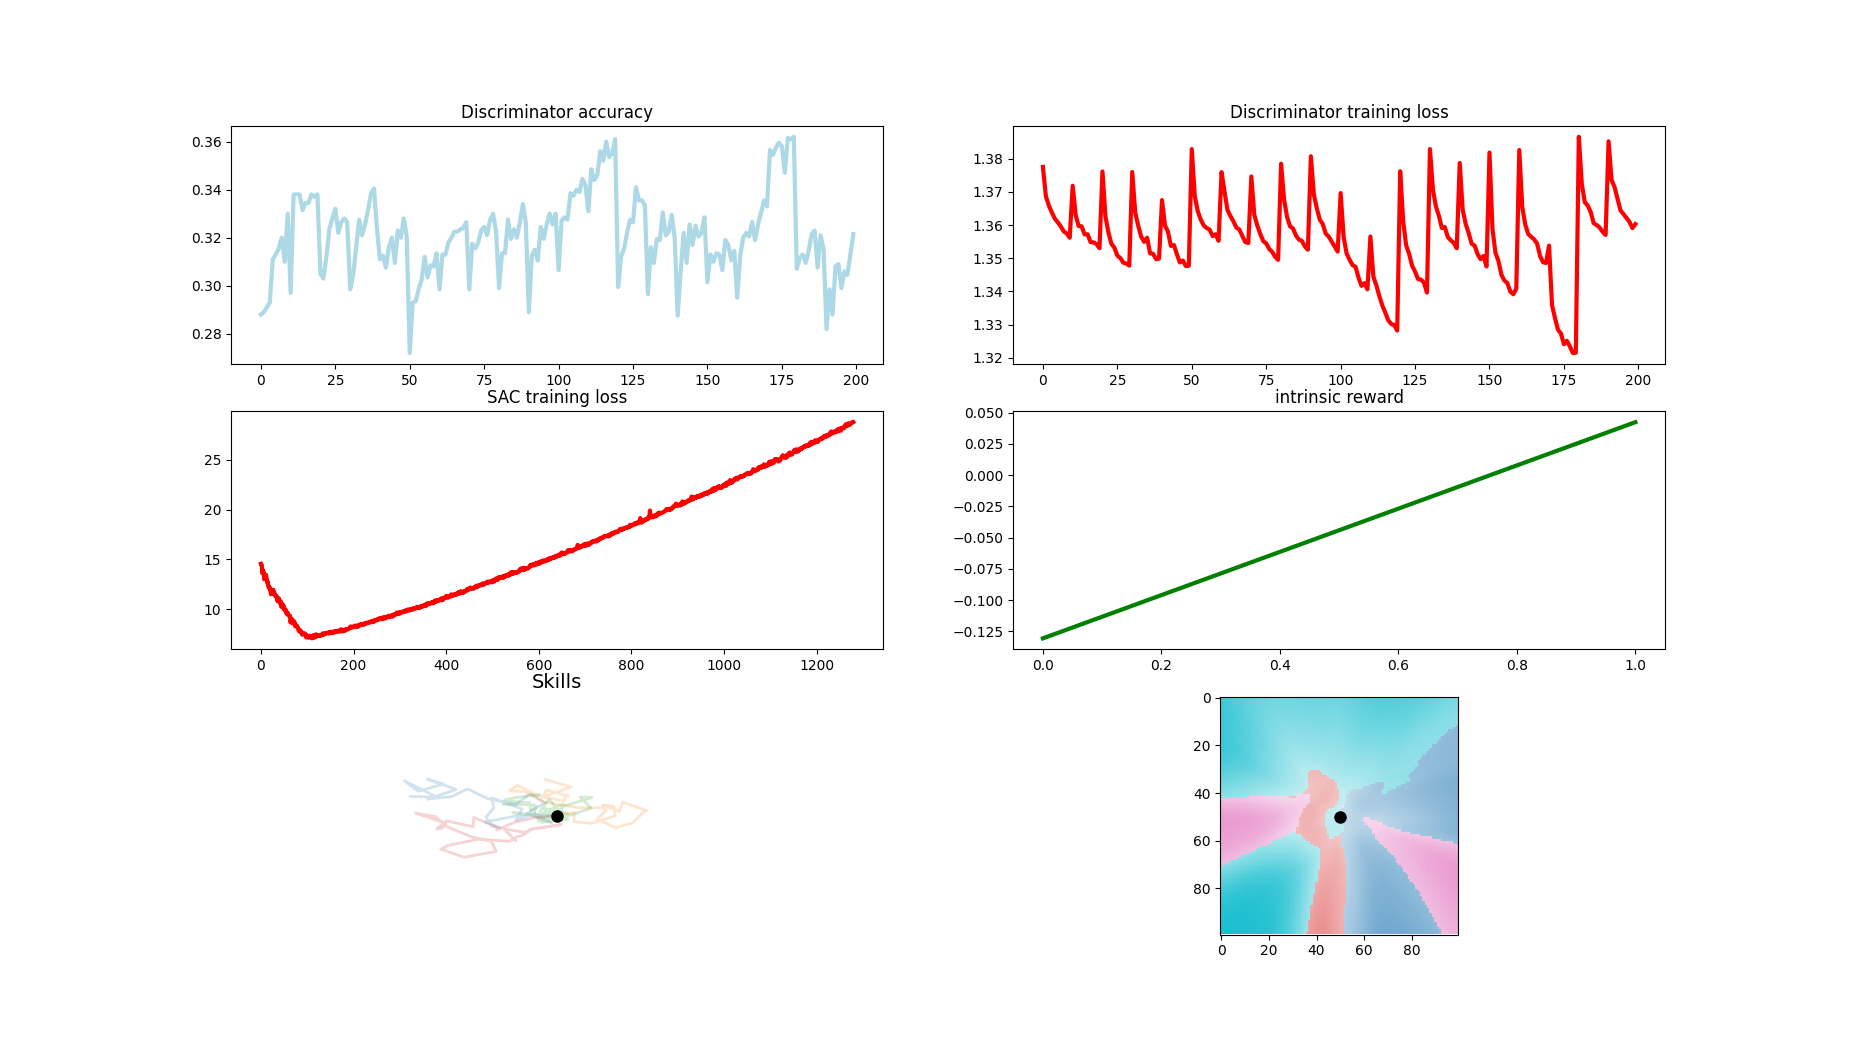 Discriminator accuracy
0.36
0.34
0.32
0.30
0.28
0 25 50 75 100 125 150 175 200
Discriminator training loss
1.38
1.37
1.36
1.35
1.34
1.33
1.32
0 25 50 75 100 125 150 175 200
SAC training loss
25
20
15
10
0 200 400 600 800 1000 1200
intrinsic reward
0.050
0.025
0.000
−0.025
−0.050
−0.075
−0.100
−0.125
0.0 0.2 0.4 0.6 0.8 1.0
Skills
0
20
40
60
80
0 20 40 60 80